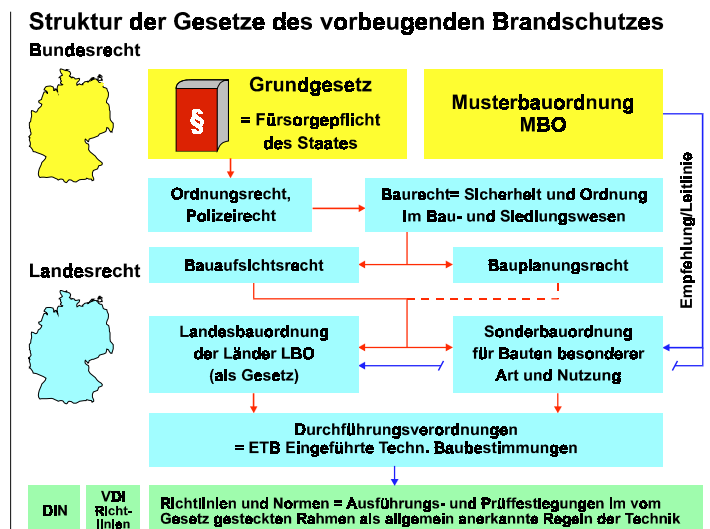 Struktur der Gesetze des vorbeugenden Brandschutzes
Bundesrecht
Grundgesetz
§
= Fürsorgepflicht
des Staates
Musterbauordnung
MBO
Ordnungsrecht,
Polizeirecht
Baurecht= Sicherheit und Ordnung
im Bau- und Siedlungswesen
Empfehlung/Leitlinie
Landesrecht
Bauaufsichtsrecht
Bauplanungsrecht
Landesbauordnung
der Länder LBO
(als Gesetz)
Sonderbauordnung
für Bauten besonderer
Art und Nutzung
Durchführungsverordnungen
= ETB Eingeführte Techn. Baubestimmungen
DIN
VDI
Richt-
linien
Richtlinien und Normen = Ausführungs- und Prüffestlegungen im vom
Gesetz gesteckten Rahmen als allgemein anerkannte Regeln der Technik